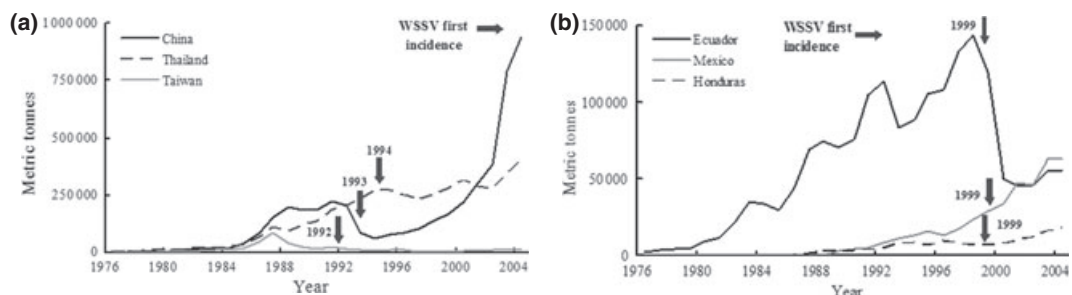 (a)
1000 000
WSSV first
incidence
China
Thailand
Taiwan
750 000
Metric tonnes
500 000
1994
250 000
1993
1992
0
1976 1980 1984 1988 1992 1996 2000 2004
Year
(b)
150,000
1999
Ecuador
WSSV first
incidence
Mexico
Honduras
100,000
Metric tonnes
50,000
1999
1999
0
1976 1980 1984 1988 1992 1996 2000 2004
Year